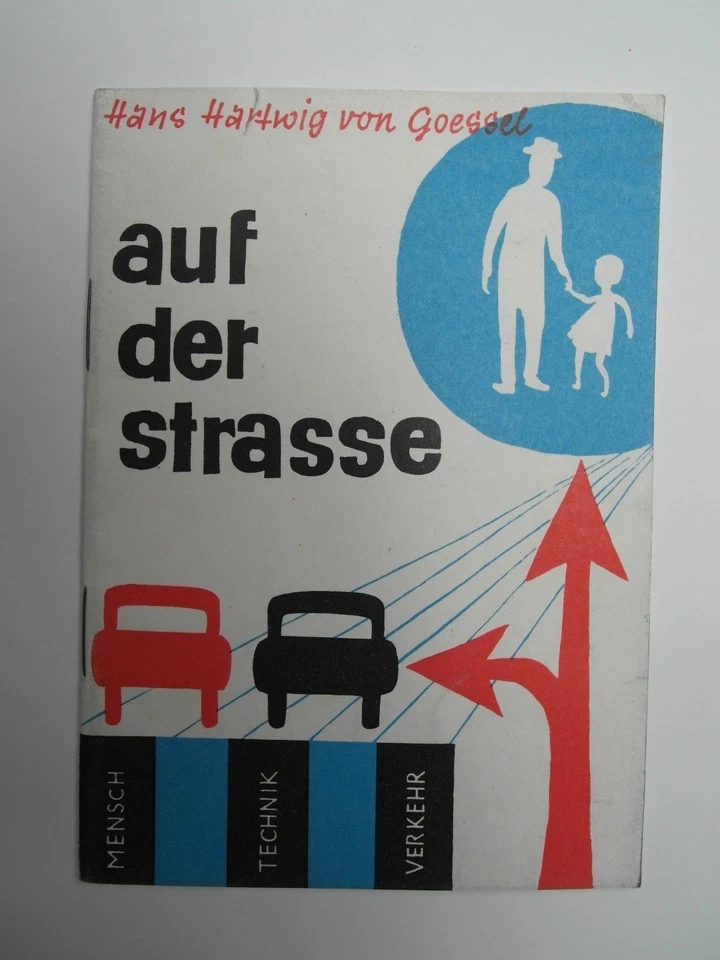 Hans Hartwig von Goessel
auf
der
strasse
MENSCH
TECHNIK
VERKEHR